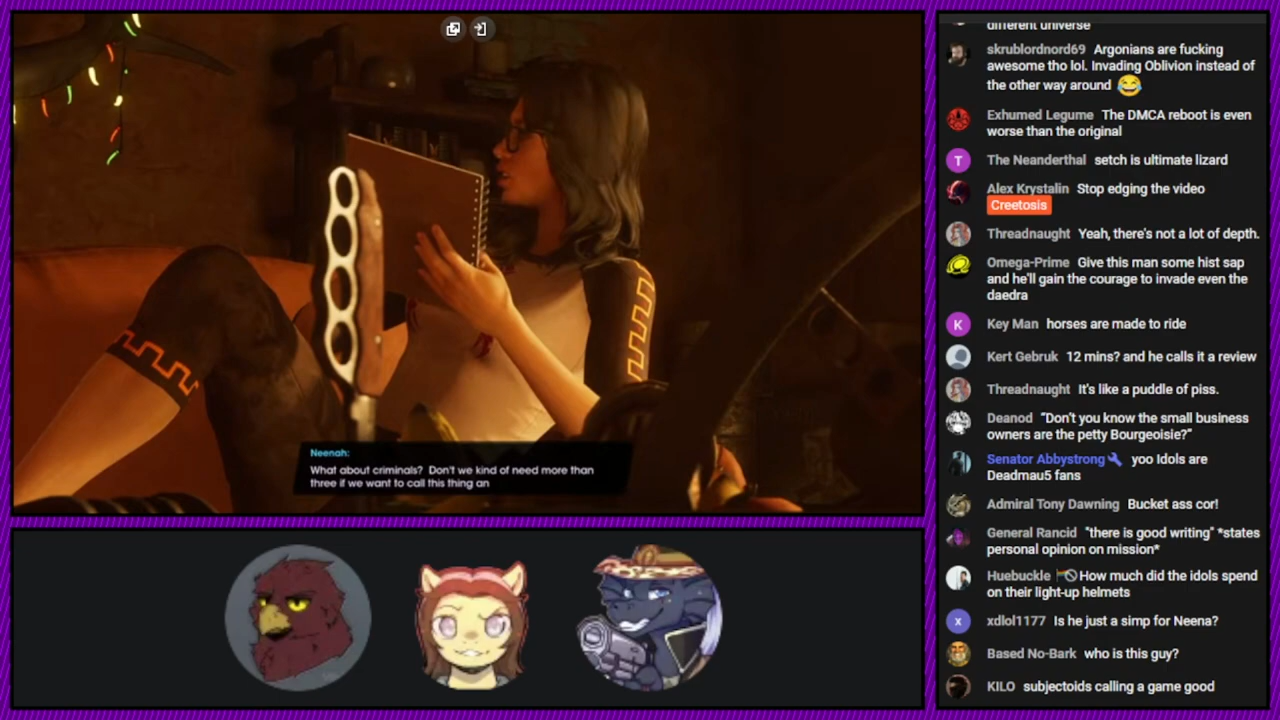 Neenah:
What about criminals? Don't we kind of need more than
three if we want to call this thing an
different universe
skrublordnord69 Argonians are fucking
awesome tho lol. Invading Oblivion instead of
the other way around 😂
Exhumed Legume The DMCA reboot is even
worse than the original
T The Neanderthal setch is ultimate lizard
Alex Krystalin Stop edging the video
Creetosis
Threadnaught Yeah, there's not a lot of depth.
Omega-Prime Give this man some hist sap
and he'll gain the courage to invade even the
daedra
K Key Man horses are made to ride
Kert Gebruk 12 mins? and he calls it a review
Threadnaught It's like a puddle of piss.
Deanod “Don't you know the small business
owners are the petty Bourgeoisie?”
Senator Abbystrong yoo Idols are
Deadmau5 fans
Admiral Tony Dawning Bucket ass cor!
General Rancid "there is good writing" *states
personal opinion on mission*
Huebuckle How much did the idols spend
on their light-up helmets
x xdlol1177 Is he just a simp for Neena?
Based No-Bark who is this guy?
KILO subjectoids calling a game good